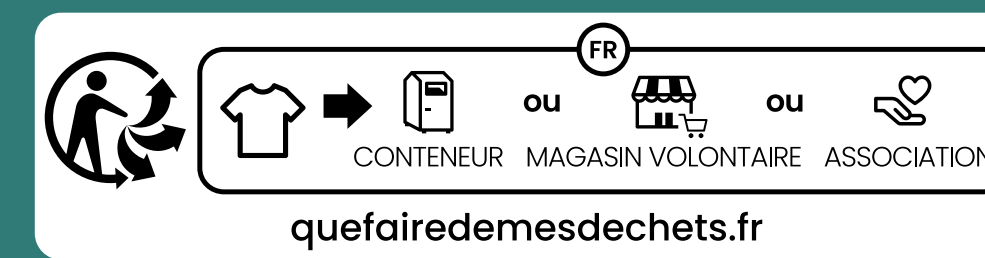 FR
ou ou
CONTENEUR MAGASIN VOLONTAIRE ASSOCIATION
quefairedemesdechets.fr